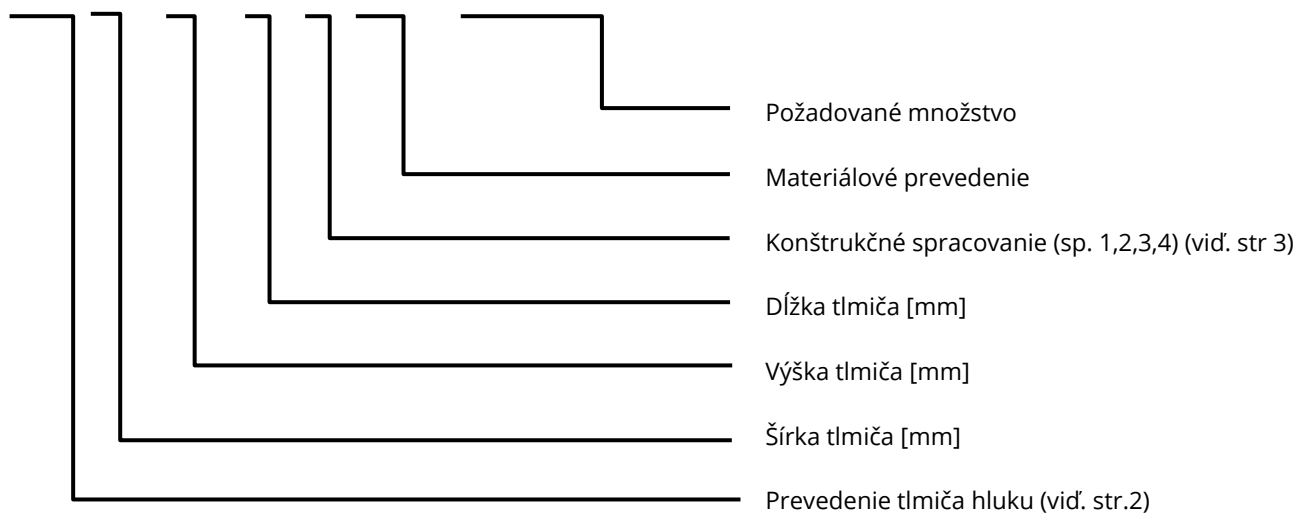 Požadované množstvo
Materiálové prevedenie
Konštrukčné spracovanie (sp. 1,2,3,4) (viď. str 3)
Dĺžka tlmiča [mm]
Výška tlmiča [mm]
Šírka tlmiča [mm]
Prevedenie tlmiča hluku (viď. str.2)